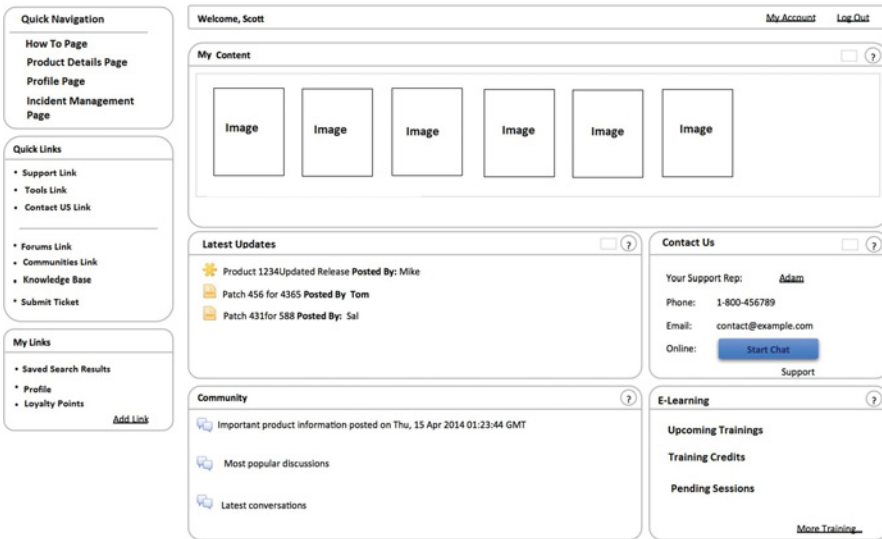 Quick Navigation
How To Page
Product Details Page
Profile Page
Incident Management
Page
Quick Links
• Support Link
• Tools Link
• Contact US Link
• Forums Link
• Communities Link
• Knowledge Base
• Submit Ticket
My Links
• Saved Search Results
• Profile
• Loyalty Points
Add Link
Welcome, Scott My Account Log Out
My Content ?
Image Image Image Image Image Image
Latest Updates ?
Product 1234Updated Release Posted By: Mike
Patch 456 for 4365 Posted By Tom
Patch 431for 588 Posted By: Sal
Contact Us ?
Your Support Rep: Adam
Phone: 1-800-456789
Email: contact@example.com
Online: Start Chat
Support
Community ?
Important product information posted on Thu, 15 Apr 2014 01:23:44 GMT
Most popular discussions
Latest conversations
E-Learning ?
Upcoming Trainings
Training Credits
Pending Sessions
More Training...